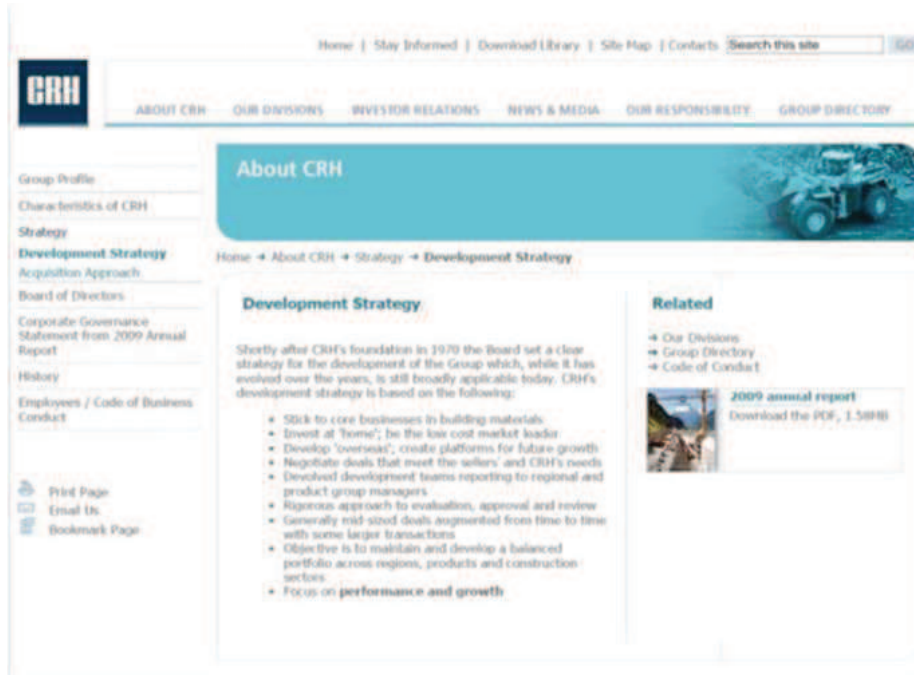 Home | Stay Informed | Download Library | Site Map | Contacts Search this site GO
CRH
ABOUT CRH OUR DIVISIONS INVESTOR RELATIONS NEWS & MEDIA OUR RESPONSIBILITY GROUP DIRECTORY
About CRH
Group Profile
Characteristics of CRH
Strategy
Development Strategy
Acquisition Approach
Board of Directors
Corporate Governance
Statement from 2009 Annual
Report
History
Employees / Code of Business
Conduct
Print Page
Email Us
Bookmark Page
Home → About CRH → Strategy → Development Strategy
Development Strategy
Shortly after CRH's foundation in 1970 the Board set a clear
strategy for the development of the Group which, while it has
evolved over the years, is still broadly applicable today. CRH's
development strategy is based on the following:
• Stick to core businesses in building materials
• Invest at 'home'; be the low cost market leader
• Develop 'overseas'; create platforms for future growth
• Negotiate deals that meet the sellers' and CRH's needs
• Devolved development teams reporting to regional and
product group managers
• Rigorous approach to evaluation, approval and review
• Generally mid-sized deals augmented from time to time
with some larger transactions
• Objective is to maintain and develop a balanced
portfolio across regions, products and construction
sectors
• Focus on performance and growth
Related
→ Our Divisions
→ Group Directory
→ Code of Conduct
2009 annual report
Download the PDF, 1.58MB